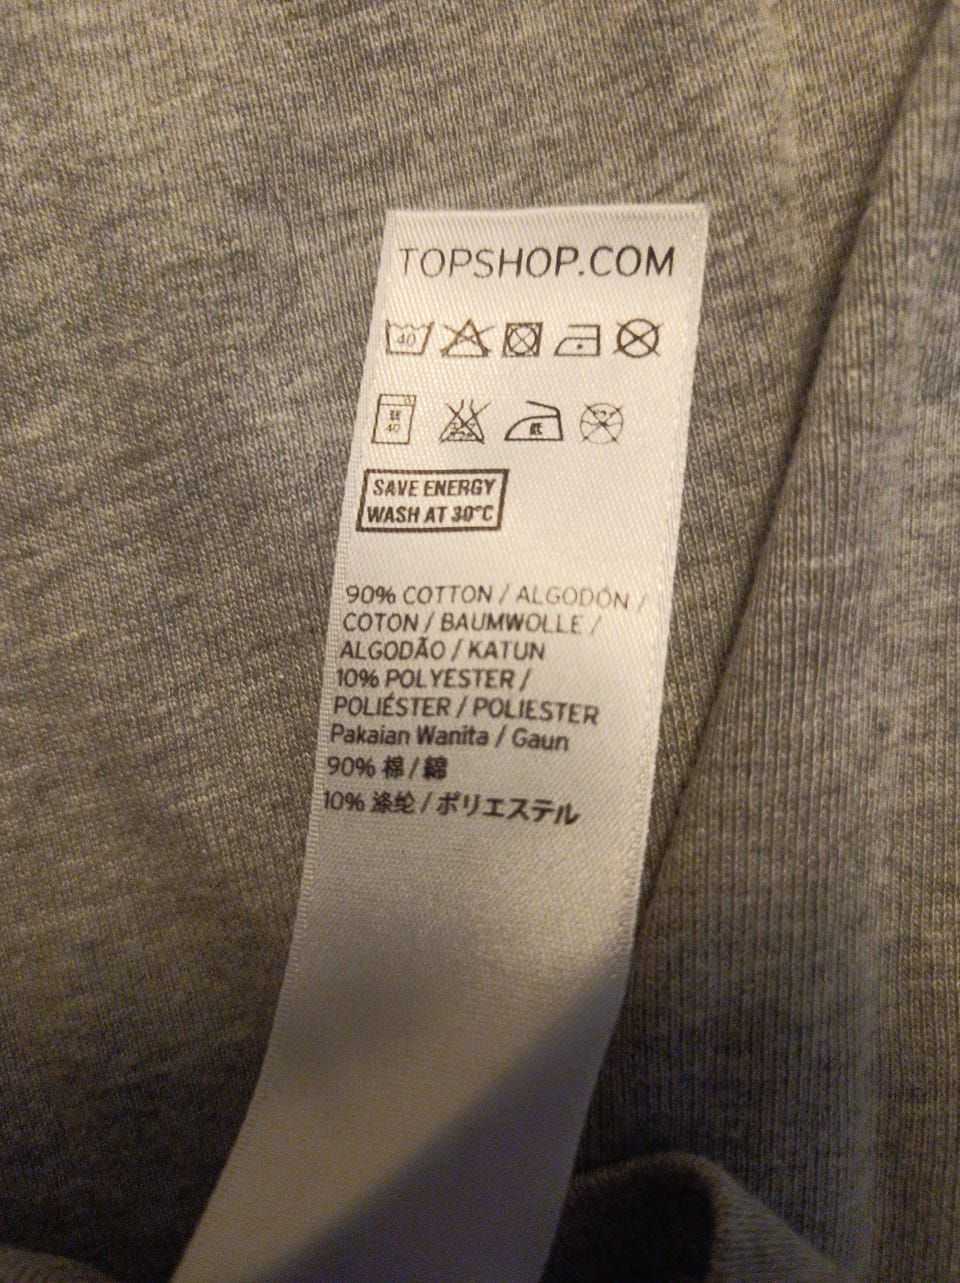 TOPSHOP.COM
40
40
低
SAVE ENERGY
WASH AT 30°C
90% COTTON / ALGODÓN /
COTON / BAUMWOLLE /
ALGODÃO / KATUN
10% POLYESTER /
POLIÉSTER / POLIESTER
Pakaian Wanita / Gaun
90% 棉 / 綿
10% 涤纶 / ポリエステル